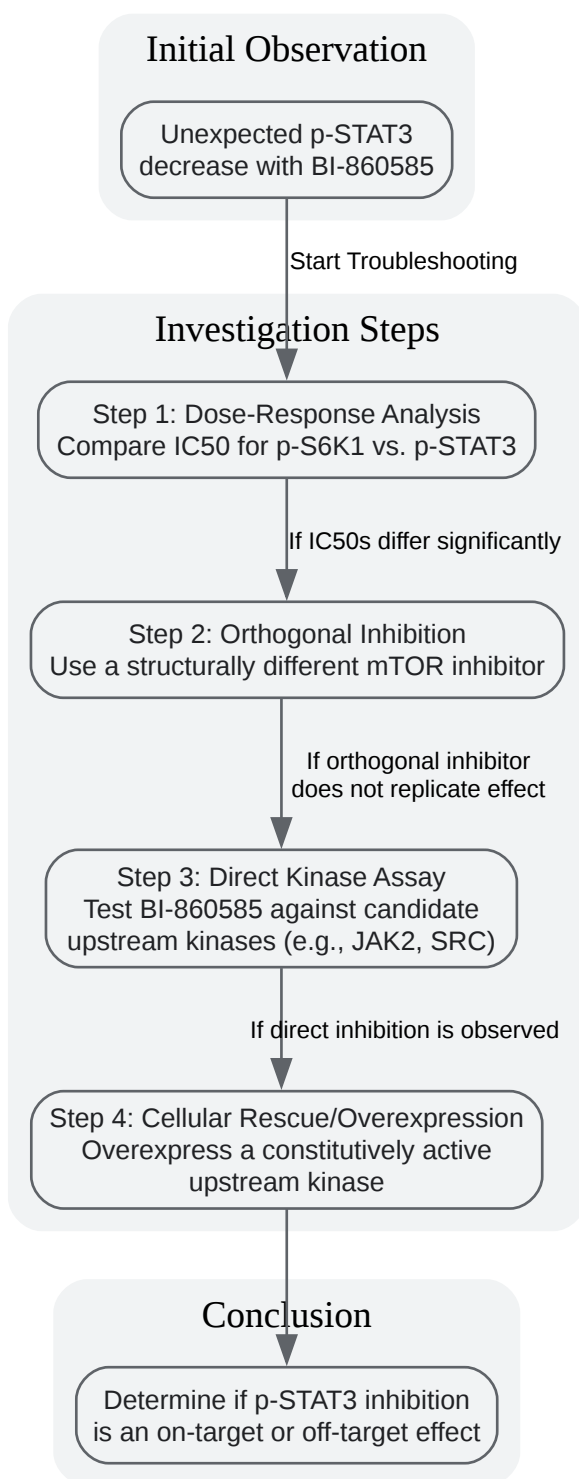 Initial Observation
Unexpected p-STAT3
decrease with BI-860585
Start Troubleshooting
Investigation Steps
Step 1: Dose-Response Analysis
Compare IC50 for p-S6K1 vs. p-STAT3
If IC50s differ significantly
Step 2: Orthogonal Inhibition
Use a structurally different mTOR inhibitor
If orthogonal inhibitor
does not replicate effect
Step 3: Direct Kinase Assay
Test BI-860585 against candidate
upstream kinases (e.g., JAK2, SRC)
If direct inhibition is observed
Step 4: Cellular Rescue/Overexpression
Overexpress a constitutively active
upstream kinase
Conclusion
Determine if p-STAT3 inhibition
is an on-target or off-target effect